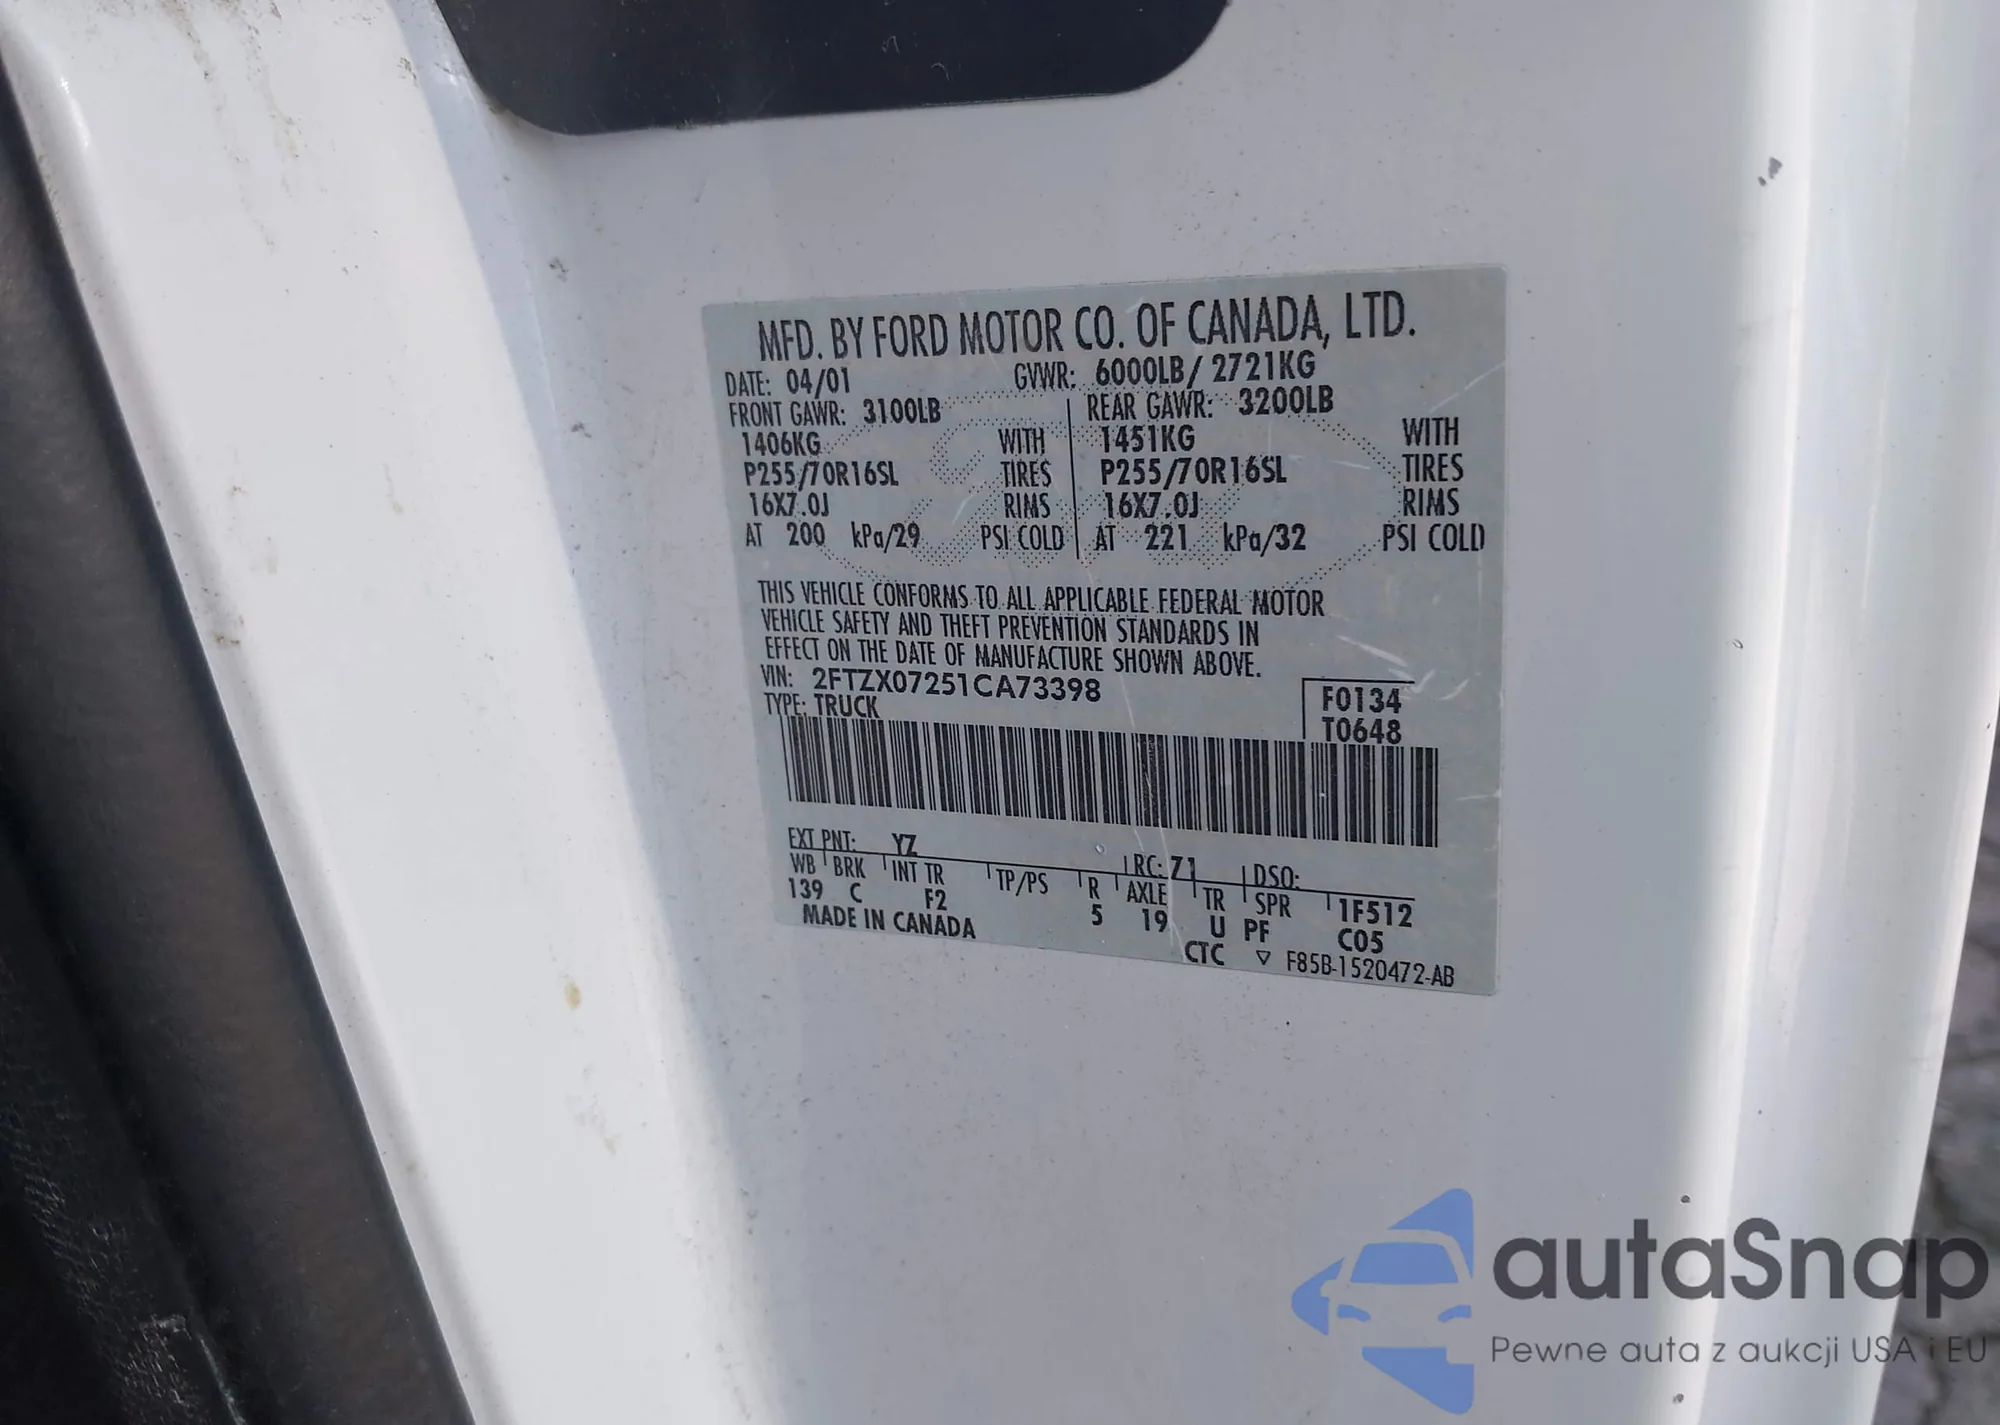 MFD. BY FORD MOTOR CO. OF CANADA, LTD.
DATE: 04/01 GVWR: 6000LB/ 2721KG
FRONT GAWR: 3100LB REAR GAWR: 3200LB
1406KG WITH 1451KG WITH
P255/70R16SL TIRES P255/70R16SL TIRES
16X7.0J RIMS 16X7.0J RIMS
AT 200 kPa/29 PSI COLD AT 221 kPa/32 PSI COLD
THIS VEHICLE CONFORMS TO ALL APPLICABLE FEDERAL MOTOR
VEHICLE SAFETY AND THEFT PREVENTION STANDARDS IN
EFFECT ON THE DATE OF MANUFACTURE SHOWN ABOVE.
VIN: 2FTZX07251CA73398 F0134
TYPE: TRUCK T0648
EXT PNT: YZ RC: Z1 DSO:
WB BRK INT TR TP/PS R AXLE TR SPR 1F512
139 C F2 5 19 U PF C05
MADE IN CANADA CTC ▽ F85B-1520472-AB
autaSnap
Pewne auta z aukcji USA i EU